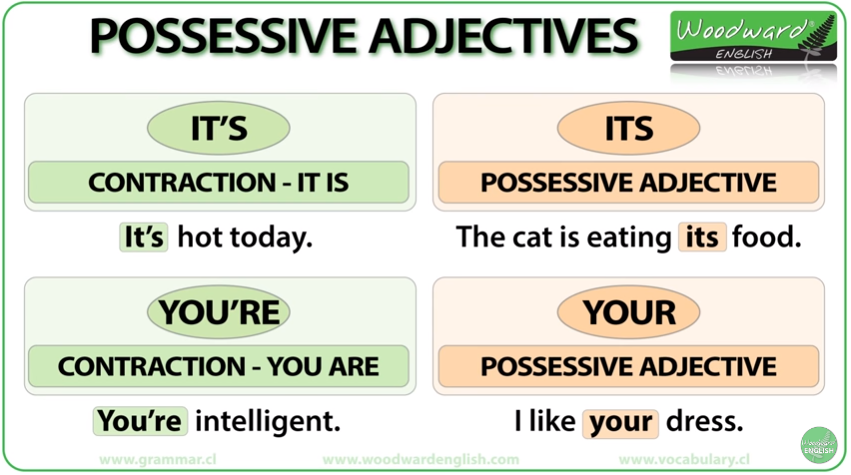 POSSESSIVE ADJECTIVES
Woodward®
ENGLISH
IT’S
CONTRACTION - IT IS
It’s hot today.
ITS
POSSESSIVE ADJECTIVE
The cat is eating its food.
YOU’RE
CONTRACTION - YOU ARE
You’re intelligent.
YOUR
POSSESSIVE ADJECTIVE
I like your dress.
Woodward
ENGLISH
www.grammar.cl
www.woodwardenglish.com
www.vocabulary.cl